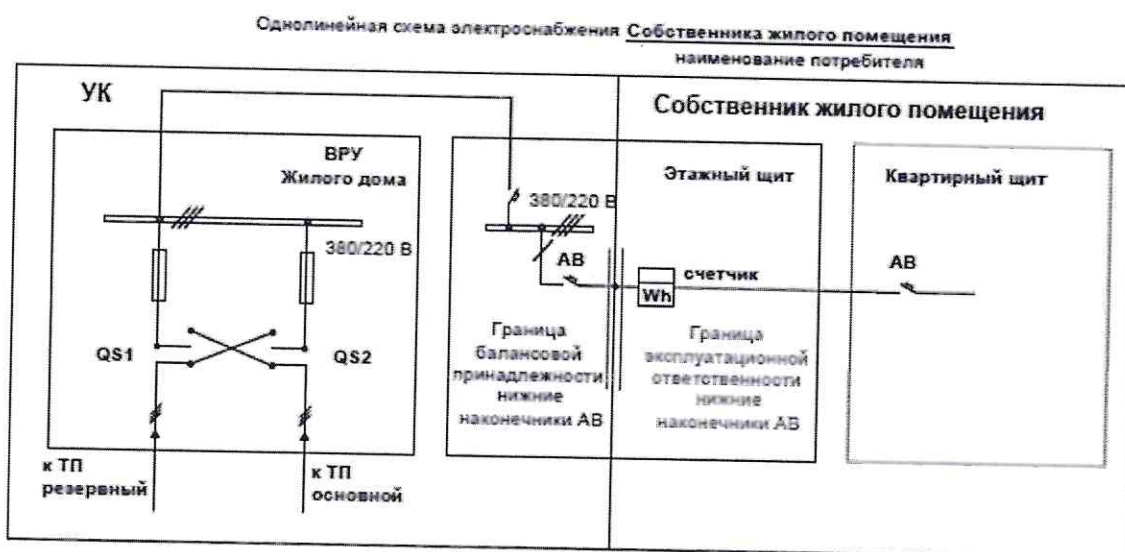 Однолинейная схема электроснабжения Собственника жилого помещения
наименование потребителя
УК
Собственник жилого помещения
ВРУ
Жилого дома
380/220 В
QS1
QS2
к ТП
резервный
к ТП
основной
380/220 В
АВ
Граница
балансовой
принадлежности
нижние
наконечники АВ
Этажный щит
счетчик
Wh
Граница
эксплуатационной
ответственности
нижние
наконечники АВ
Квартирный щит
АВ